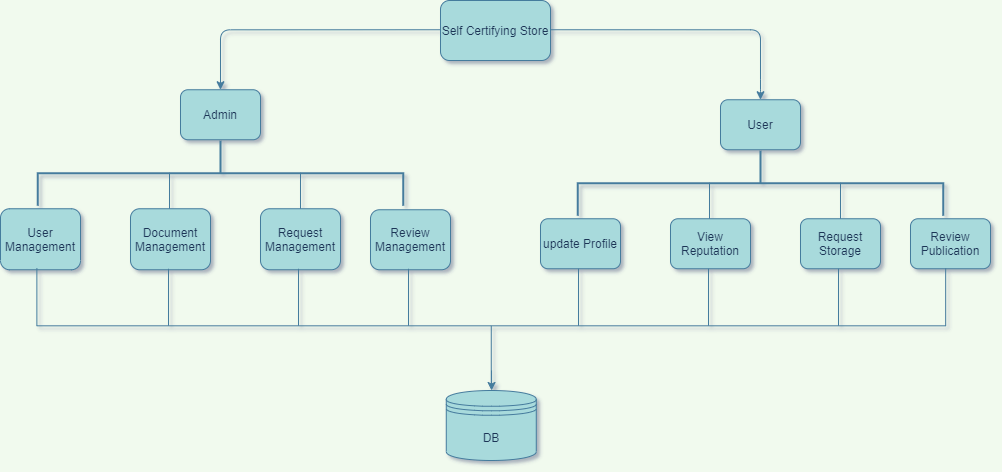 Self Certifying Store
Admin
User
User
Management
Document
Management
Request
Management
Review
Management
update Profile
View
Reputation
Request
Storage
Review
Publication
DB